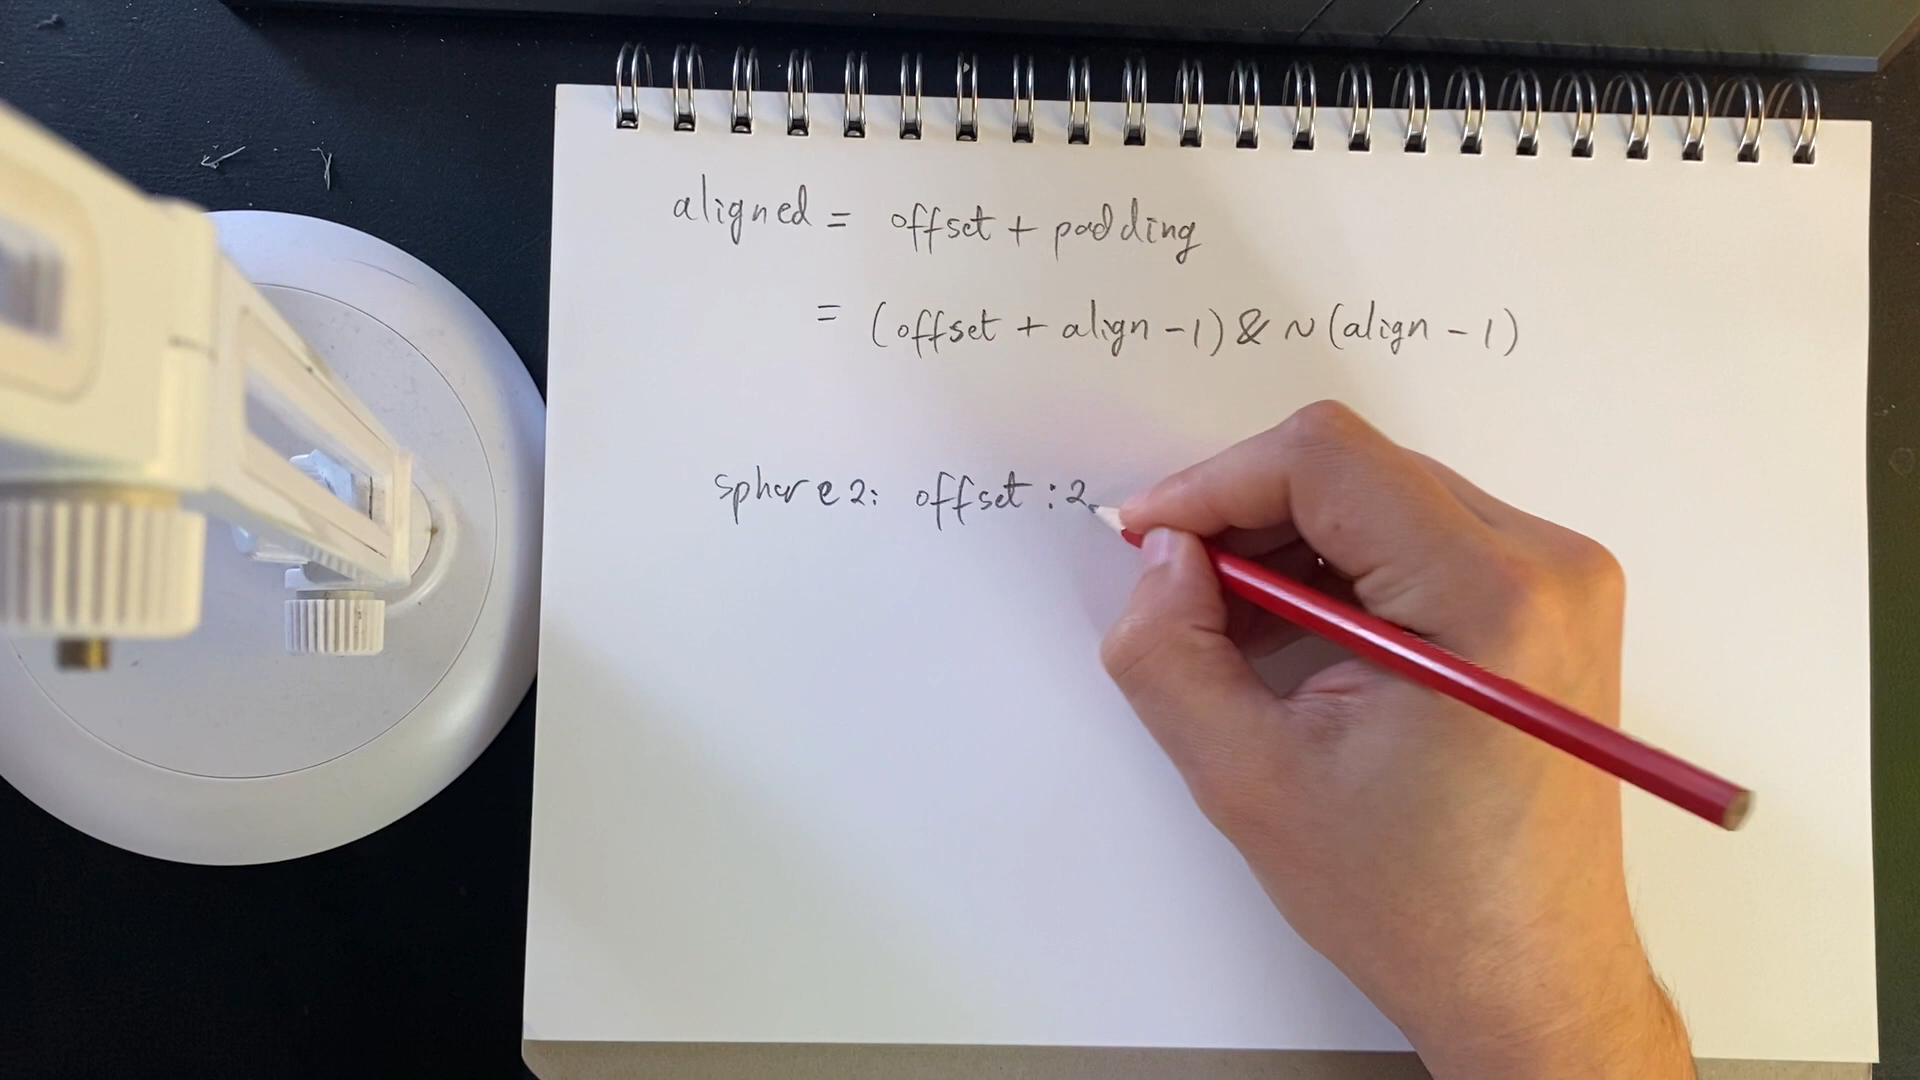 aligned = offset + padding
= (offset + align - 1) & ~ (align - 1)
sphere2: offset : 2